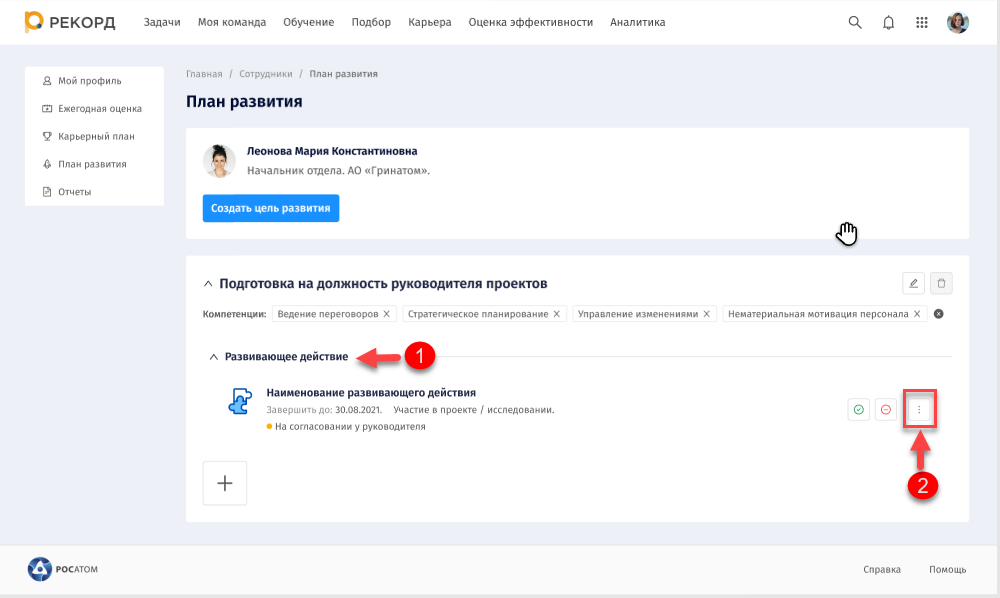 РЕКОРД
Задачи Моя команда Обучение Подбор Карьера Оценка эффективности Аналитика
Мой профиль
Ежегодная оценка
Карьерный план
План развития
Отчеты
Главная / Сотрудники / План развития
План развития
Леонова Мария Константиновна
Начальник отдела. АО «Гринатом».
Создать цель развития
Подготовка на должность руководителя проектов
Компетенции: Ведение переговоров Стратегическое планирование Управление изменениями Нематериальная мотивация персонала
Развивающее действие 1
Наименование развивающего действия
Завершить до: 30.08.2021. Участие в проекте / исследовании.
На согласовании у руководителя
2
РОСАТОМ
Справка Помощь